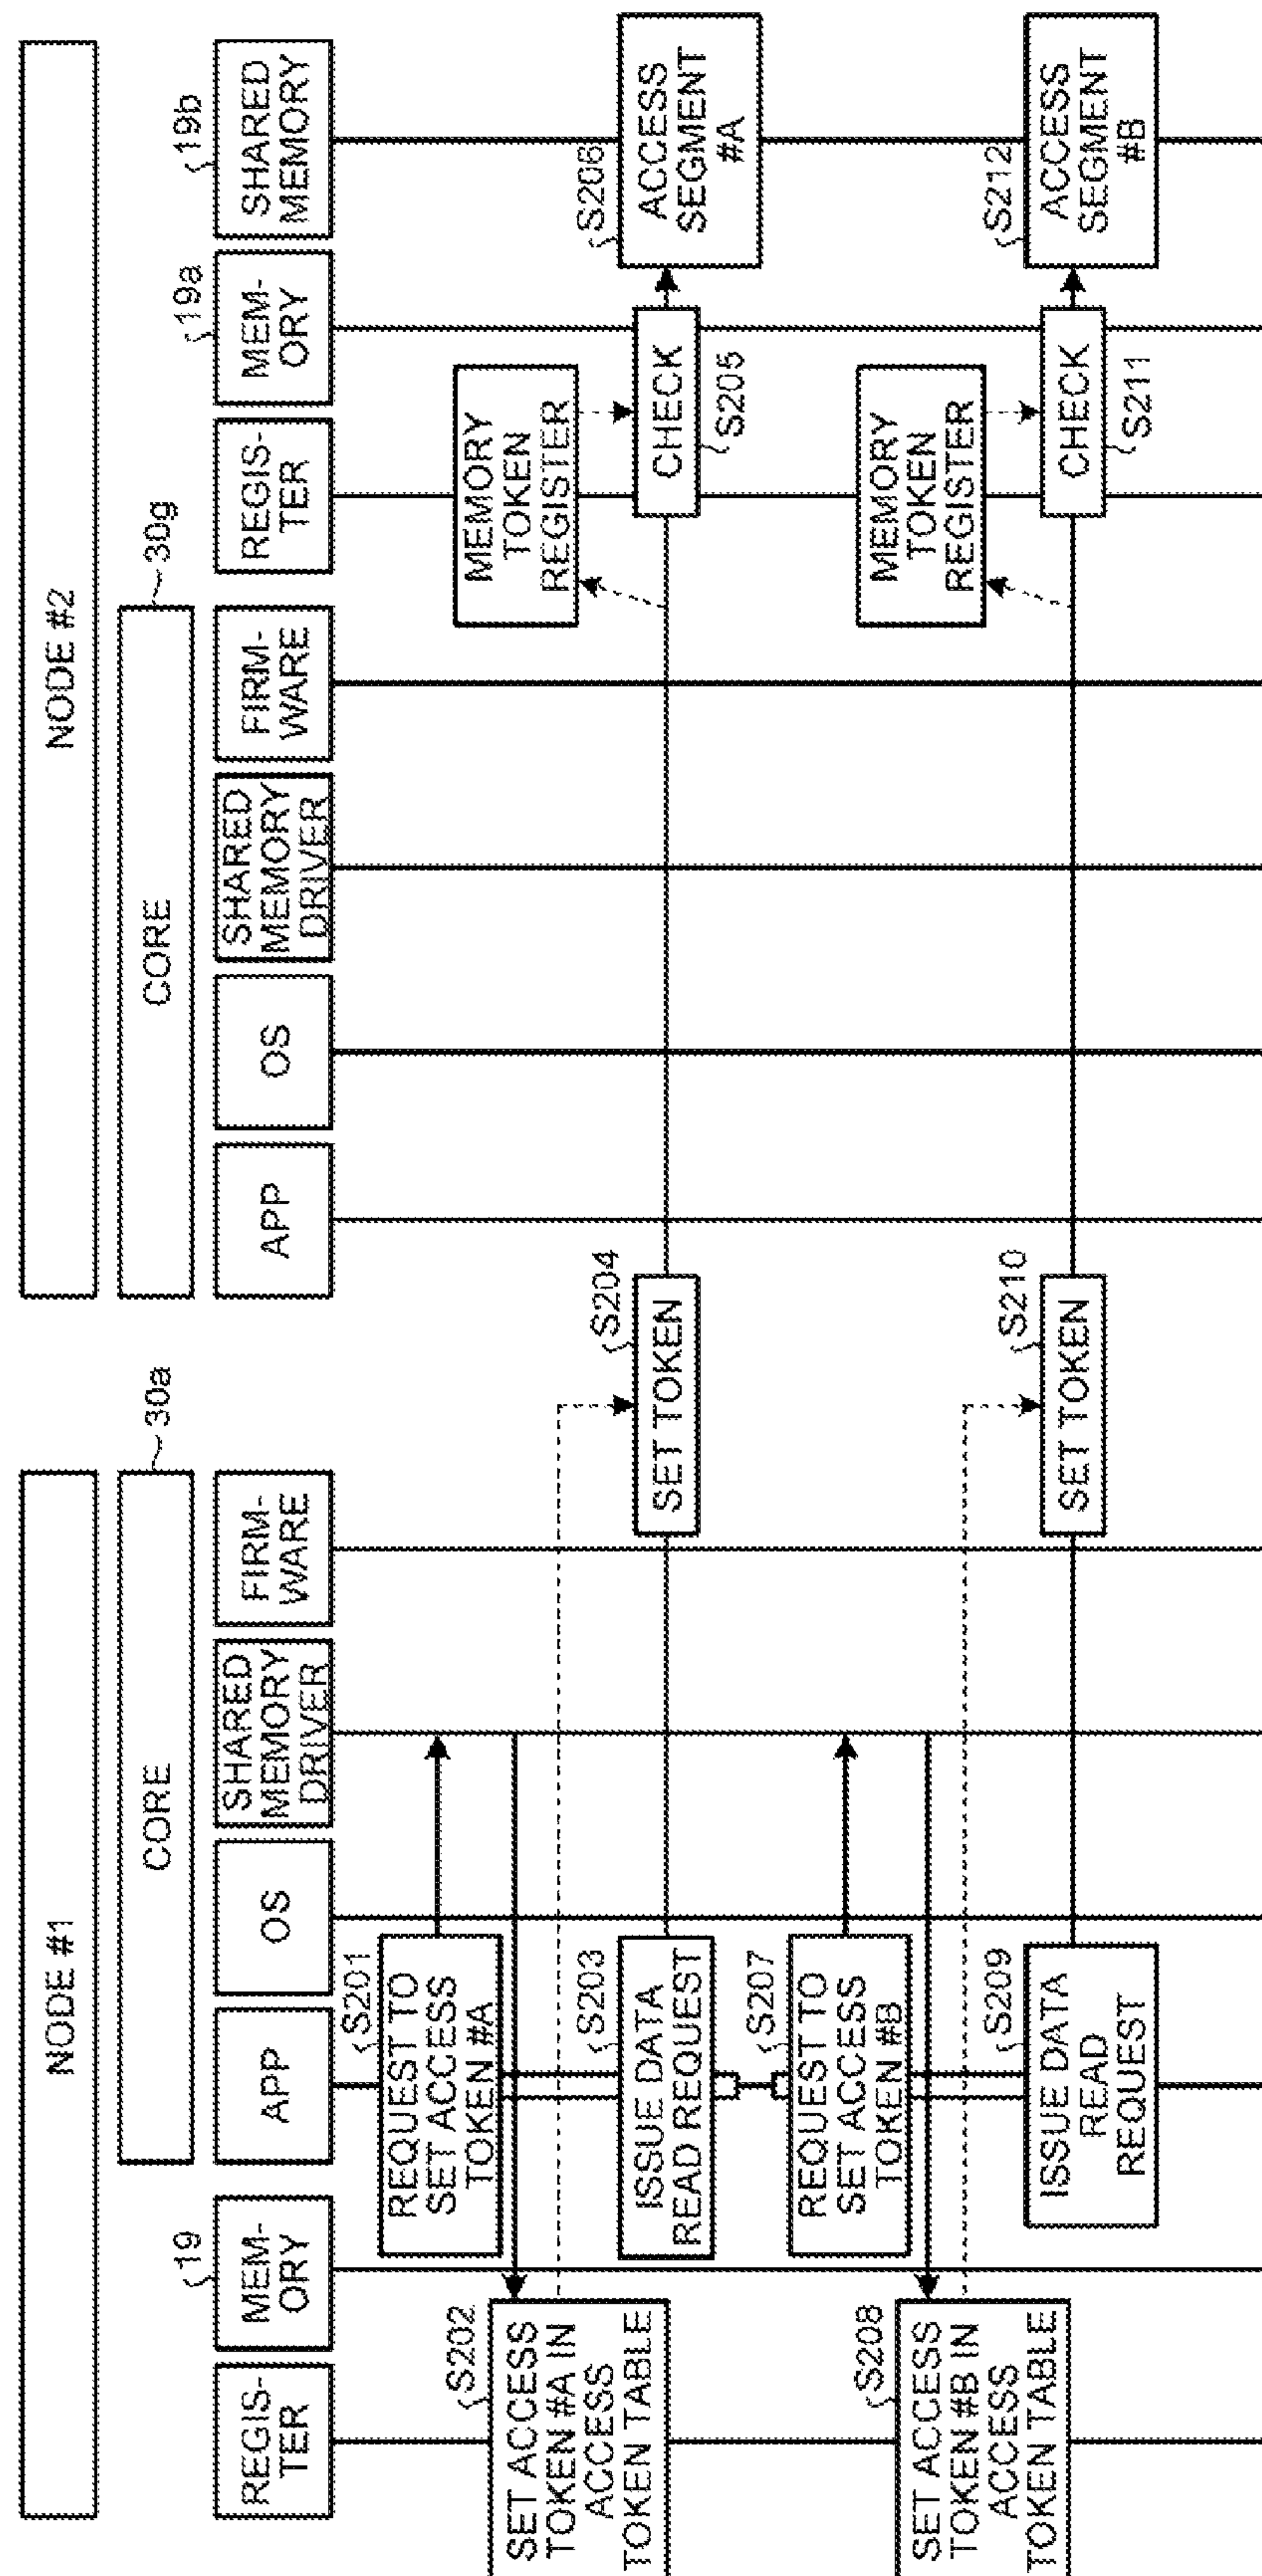 NODE #1
NODE #2
CORE
30a
CORE
30g
19
19a
19b
REGIS-
TER
MEM-
ORY
APP
OS
SHARED
MEMORY
DRIVER
FIRM-
WARE
APP
OS
SHARED
MEMORY
DRIVER
FIRM-
WARE
REGIS-
TER
MEM-
ORY
SHARED
MEMORY
S201
REQUEST TO
SET ACCESS
TOKEN #A
S202
SET ACCESS
TOKEN #A IN
ACCESS
TOKEN TABLE
S203
ISSUE DATA
READ REQUEST
S204
SET TOKEN
MEMORY
TOKEN
REGISTER
CHECK
S205
S206
ACCESS
SEGMENT
#A
S207
REQUEST TO
SET ACCESS
TOKEN #B
S208
SET ACCESS
TOKEN #B IN
ACCESS
TOKEN TABLE
S209
ISSUE DATA
READ
REQUEST
S210
SET TOKEN
MEMORY
TOKEN
REGISTER
CHECK
S211
S212
ACCESS
SEGMENT
#B